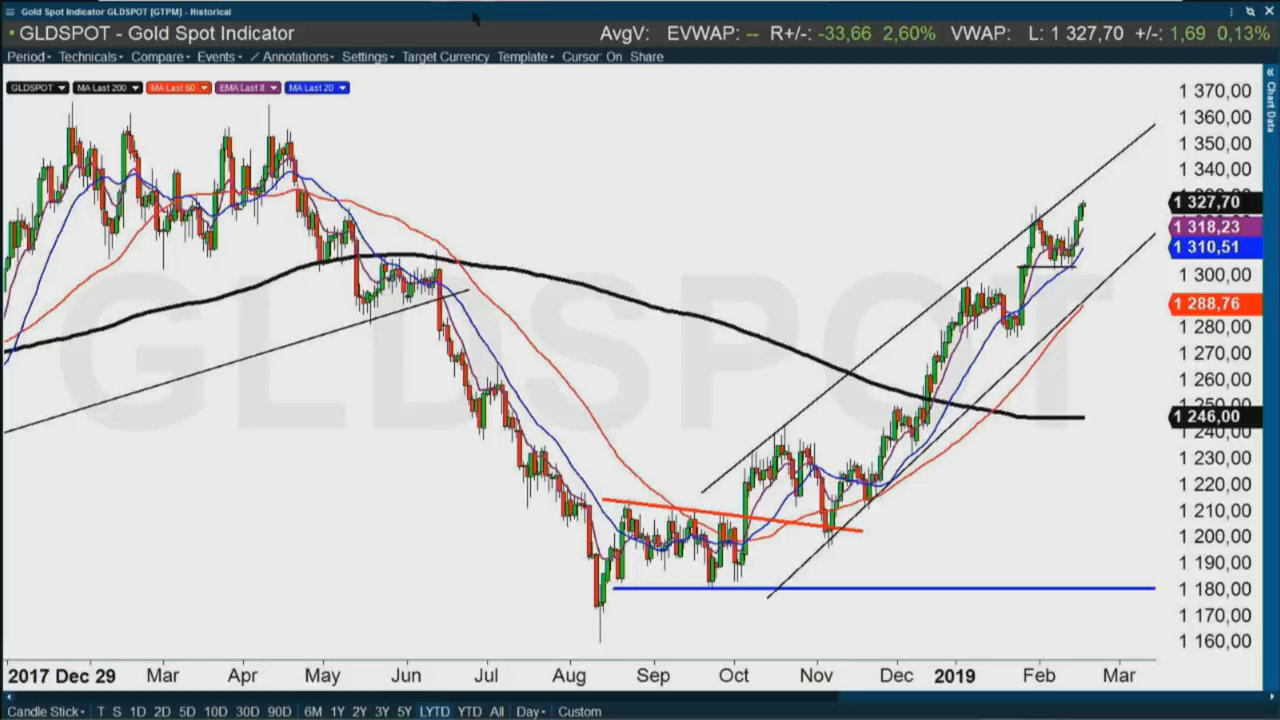 Gold Spot Indicator GLDSPOT [GTPM] - Historical
GLDSPOT - Gold Spot Indicator AvgV: EVWAP: -- R+/-: -33,66 2,60% VWAP: L: 1 327,70 +/-: 1,69 0,13%
Period Technicals Compare Events Annotations Settings Target Currency Template Cursor: On Share
GLDSPOT MA Last 200 MA Last 60 EMA Last 8 MA Last 20
Chart Data
1 370,00
1 360,00
1 350,00
1 340,00
1 327,70
1 318,23
1 310,51
1 300,00
1 288,76
1 280,00
1 270,00
1 260,00
1 250,00
1 246,00
1 240,00
1 230,00
1 220,00
1 210,00
1 200,00
1 190,00
1 180,00
1 170,00
1 160,00
GLDSPOT
2017 Dec 29 Mar Apr May Jun Jul Aug Sep Oct Nov Dec 2019 Feb Mar
Candle Stick T S 1D 2D 5D 10D 30D 90D 6M 1Y 2Y 3Y 5Y LYTD YTD All Day Custom